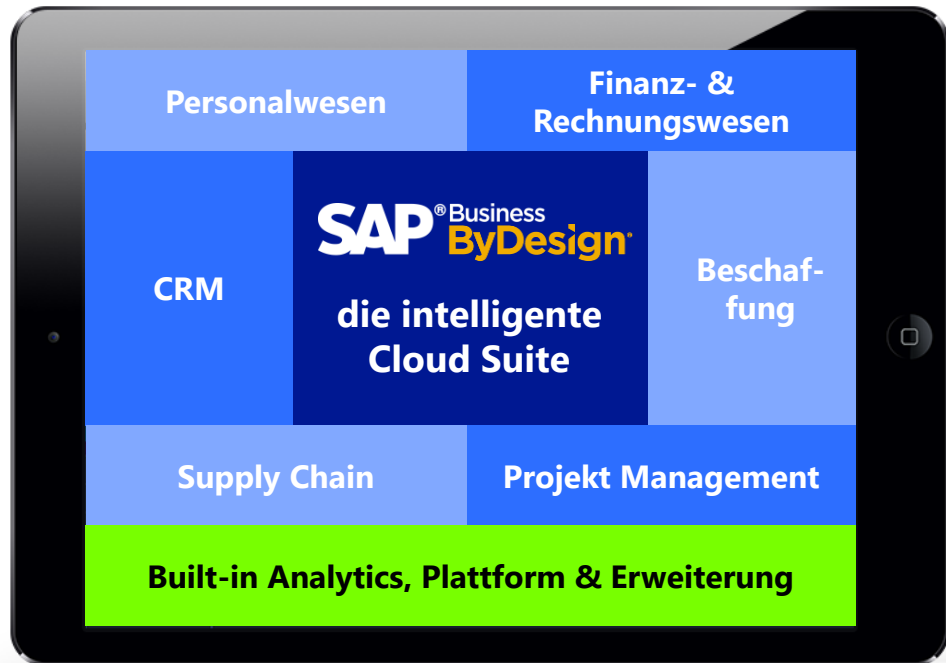 Personalwesen
Finanz- &
Rechnungswesen
CRM
SAP® Business
ByDesign
die intelligente
Cloud Suite
Beschaf-
fung
Supply Chain
Projekt Management
Built-in Analytics, Plattform & Erweiterung